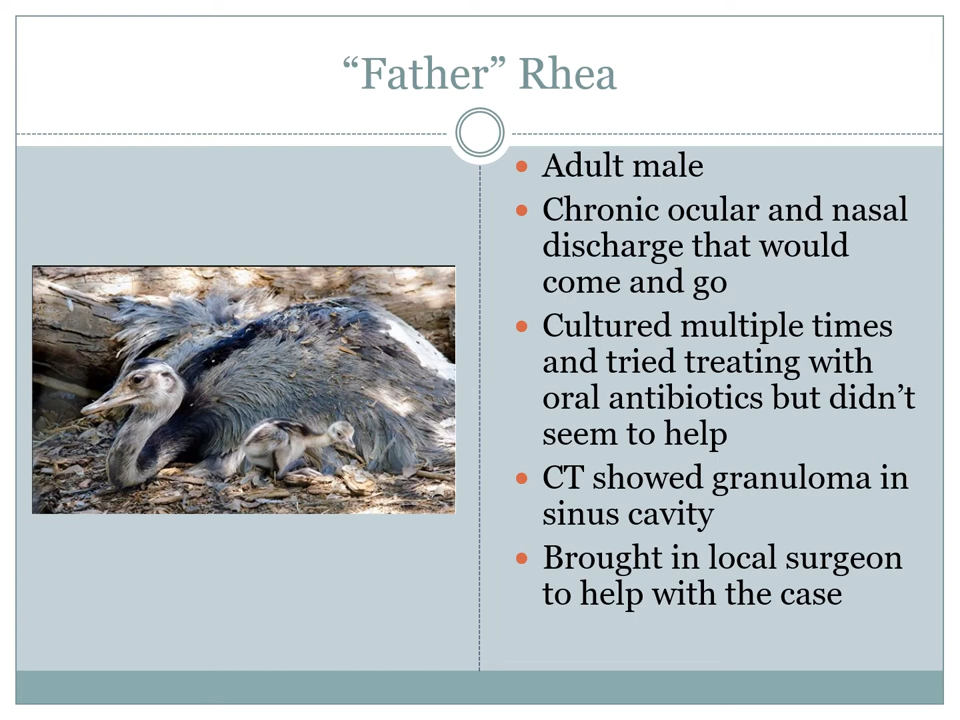 “Father” Rhea
• Adult male
• Chronic ocular and nasal
discharge that would
come and go
• Cultured multiple times
and tried treating with
oral antibiotics but didn’t
seem to help
• CT showed granuloma in
sinus cavity
• Brought in local surgeon
to help with the case